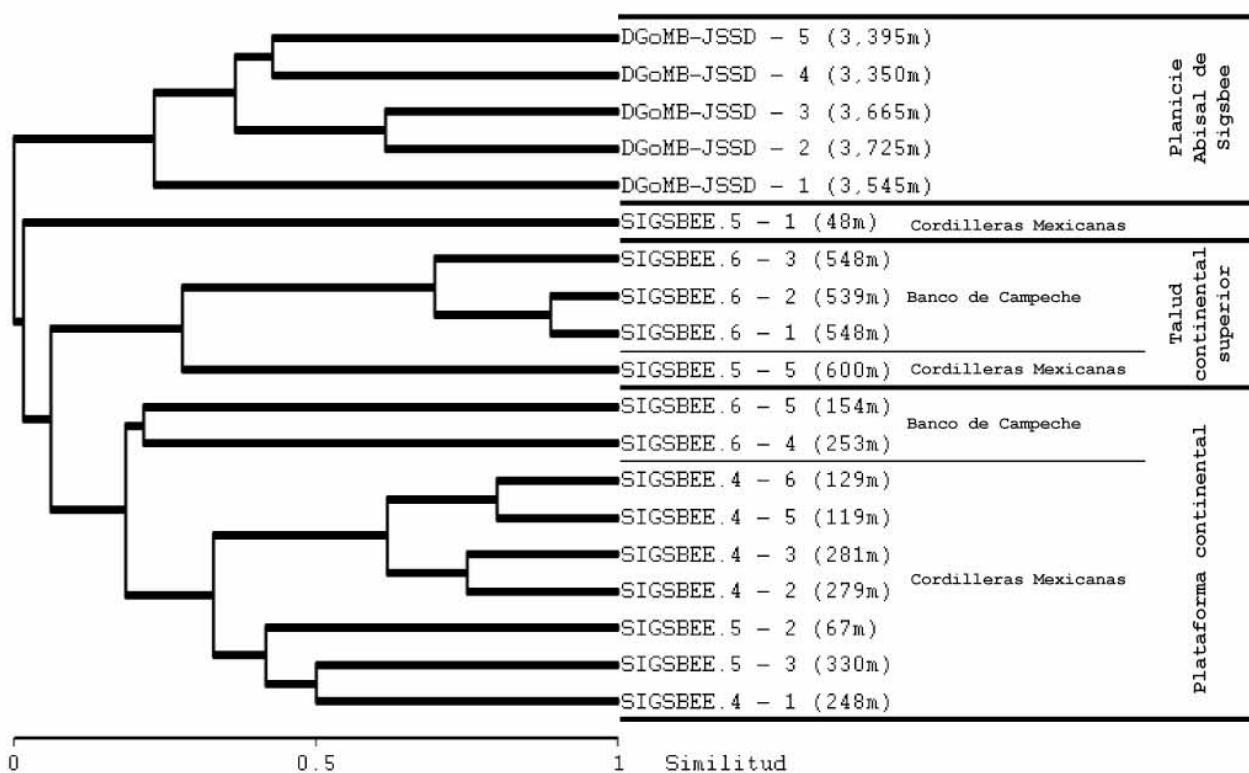 DGoMB-JSSD - 5 (3,395m)
DGoMB-JSSD - 4 (3,350m)
DGoMB-JSSD - 3 (3,665m)
DGoMB-JSSD - 2 (3,725m)
DGoMB-JSSD - 1 (3,545m)
Planicie
Abisal de
Sigsbee
SIGSBEE.5 - 1 (48m) Cordilleras Mexicanas
SIGSBEE.6 - 3 (548m)
SIGSBEE.6 - 2 (539m) Banco de Campeche
SIGSBEE.6 - 1 (548m)
SIGSBEE.5 - 5 (600m) Cordilleras Mexicanas
Talud
continental
superior
SIGSBEE.6 - 5 (154m)
Banco de Campeche
SIGSBEE.6 - 4 (253m)
SIGSBEE.4 - 6 (129m)
SIGSBEE.4 - 5 (119m)
SIGSBEE.4 - 3 (281m)
Cordilleras Mexicanas
SIGSBEE.4 - 2 (279m)
SIGSBEE.5 - 2 (67m)
SIGSBEE.5 - 3 (330m)
SIGSBEE.4 - 1 (248m)
Plataforma continental
0 0.5 1 Similitud